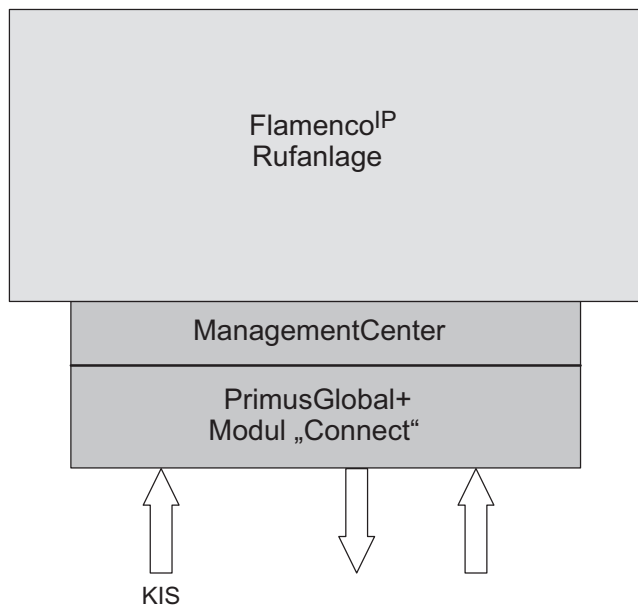 FlamencoIP
Rufanlage
ManagementCenter
PrimusGlobal+
Modul „Connect“
KIS